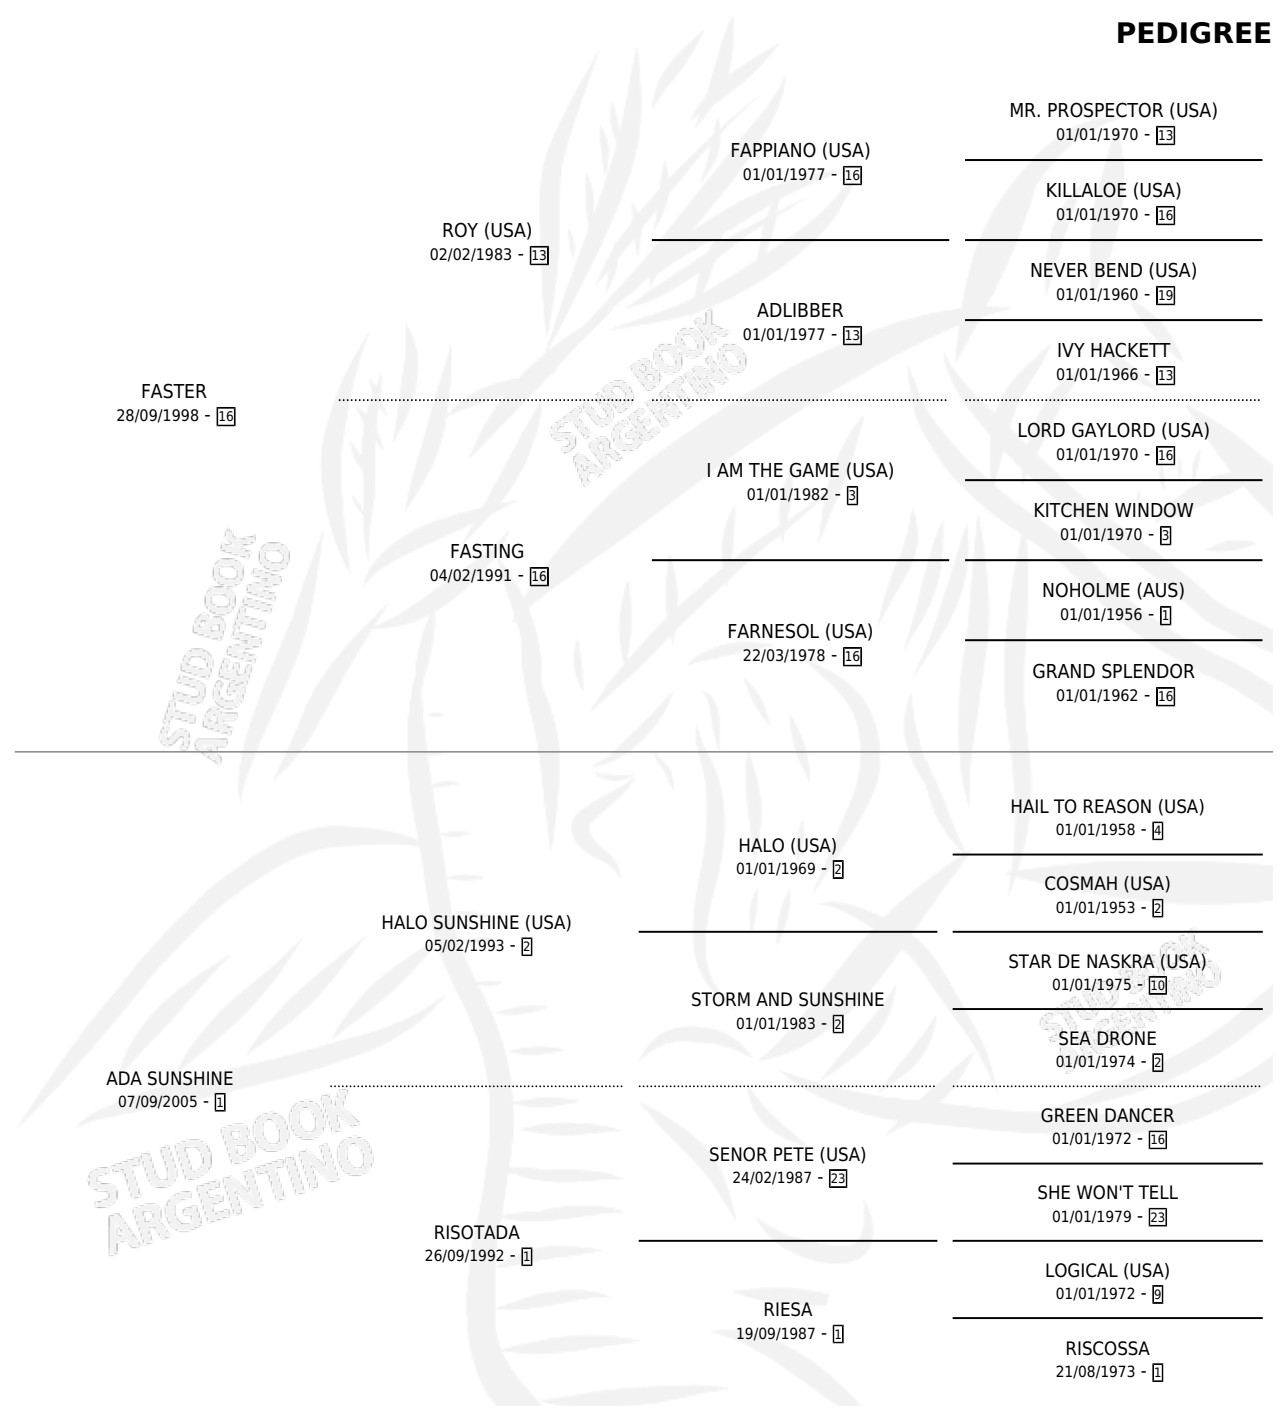 PEDIGREE
MR. PROSPECTOR (USA)
01/01/1970 - 13
FAPPIANO (USA)
01/01/1977 - 16
KILLALOE (USA)
01/01/1970 - 16
ROY (USA)
02/02/1983 - 13
NEVER BEND (USA)
01/01/1960 - 19
ADLIBBER
01/01/1977 - 13
IVY HACKETT
01/01/1966 - 13
FASTER
28/09/1998 - 16
LORD GAYLORD (USA)
01/01/1970 - 16
I AM THE GAME (USA)
01/01/1982 - 3
KITCHEN WINDOW
01/01/1970 - 3
FASTING
04/02/1991 - 16
NOHOLME (AUS)
01/01/1956 - 1
FARNESOL (USA)
22/03/1978 - 16
GRAND SPLENDOR
01/01/1962 - 16
HAIL TO REASON (USA)
01/01/1958 - 4
HALO (USA)
01/01/1969 - 2
COSMAH (USA)
01/01/1953 - 2
HALO SUNSHINE (USA)
05/02/1993 - 2
STAR DE NASKRA (USA)
01/01/1975 - 10
STORM AND SUNSHINE
01/01/1983 - 2
SEA DRONE
01/01/1974 - 2
ADA SUNSHINE
07/09/2005 - 1
GREEN DANCER
01/01/1972 - 16
SENOR PETE (USA)
24/02/1987 - 23
SHE WON'T TELL
01/01/1979 - 23
RISOTADA
26/09/1992 - 1
LOGICAL (USA)
01/01/1972 - 9
RIESA
19/09/1987 - 1
RISCOSSA
21/08/1973 - 1
STUD BOOK
ARGENTINO
STUD BOOK
ARGENTINO
STUD BOOK
ARGENTINO
STUD BOOK
ARGENTINO